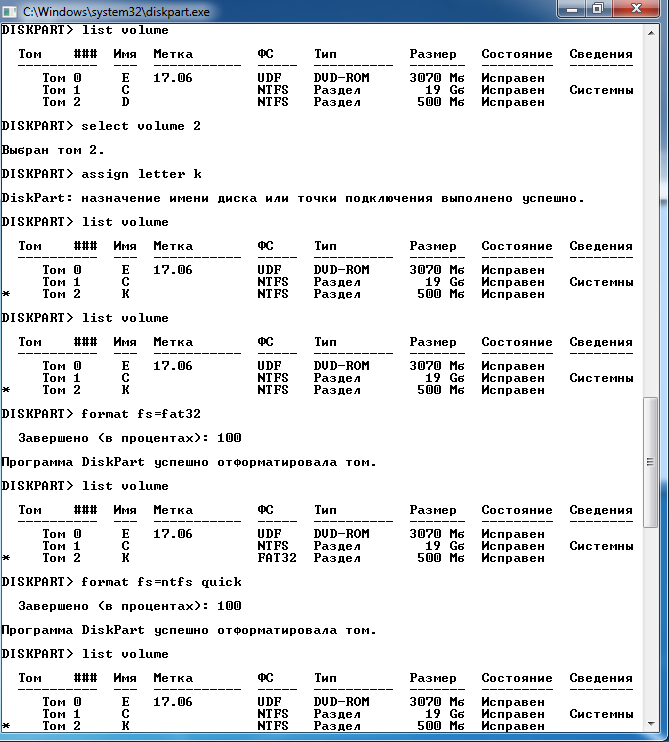 C:\Windows\system32\diskpart.exe
DISKPART> list volume
Том ### Имя Метка ФС Тип Размер Состояние Сведения
---------- --- ----------- ----- ---------- ------- --------- --------
Том 0 E 17.06 UDF DVD-ROM 3070 Мб Исправен
Том 1 C NTFS Раздел 19 Gб Исправен Системны
Том 2 D NTFS Раздел 500 Мб Исправен
DISKPART> select volume 2
Выбран том 2.
DISKPART> assign letter k
DiskPart: назначение имени диска или точки подключения выполнено успешно.
DISKPART> list volume
Том ### Имя Метка ФС Тип Размер Состояние Сведения
---------- --- ----------- ----- ---------- ------- --------- --------
Том 0 E 17.06 UDF DVD-ROM 3070 Мб Исправен
Том 1 C NTFS Раздел 19 Gб Исправен Системны
* Том 2 K NTFS Раздел 500 Мб Исправен
DISKPART> list volume
Том ### Имя Метка ФС Тип Размер Состояние Сведения
---------- --- ----------- ----- ---------- ------- --------- --------
Том 0 E 17.06 UDF DVD-ROM 3070 Мб Исправен
Том 1 C NTFS Раздел 19 Gб Исправен Системны
* Том 2 K NTFS Раздел 500 Мб Исправен
DISKPART> format fs=fat32
Завершено (в процентах): 100
Программа DiskPart успешно отформатировала том.
DISKPART> list volume
Том ### Имя Метка ФС Тип Размер Состояние Сведения
---------- --- ----------- ----- ---------- ------- --------- --------
Том 0 E 17.06 UDF DVD-ROM 3070 Мб Исправен
Том 1 C NTFS Раздел 19 Gб Исправен Системны
* Том 2 K FAT32 Раздел 500 Мб Исправен
DISKPART> format fs=ntfs quick
Завершено (в процентах): 100
Программа DiskPart успешно отформатировала том.
DISKPART> list volume
Том ### Имя Метка ФС Тип Размер Состояние Сведения
---------- --- ----------- ----- ---------- ------- --------- --------
Том 0 E 17.06 UDF DVD-ROM 3070 Мб Исправен
Том 1 C NTFS Раздел 19 Gб Исправен Системны
* Том 2 K NTFS Раздел 500 Мб Исправен